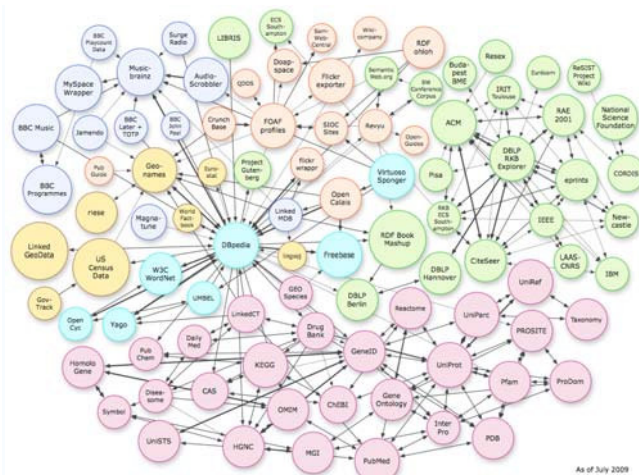 BBC
Playcount
Data
Surge
Radio
LIBRIS
ECS
South-
ampton
Sem-
Web-
Central
Wiki-
company
RDF
ohloh
Music-
brainz
Doap-
space
Buda-
pest
BME
Resex
Eurécom
ReSIST
Project
Wiki
MySpace
Wrapper
Audio-
Scrobbler
QDOS
Flickr
exporter
Semantic
Web.org
SW
Conference
Corpus
IRIT
Toulouse
National
Science
Foundation
BBC Music
Jamendo
BBC
Later +
TOTP
BBC
John
Peel
Crunch
Base
FOAF
profiles
SIOC
Sites
Revyu
Open-
Guides
ACM
RAE
2001
DBLP
RKB
Explorer
BBC
Programmes
Pub
Guide
Geo-
names
Euro-
stat
Project
Guten-
berg
flickr
wrappr
Virtuoso
Sponger
Pisa
eprints
CORDIS
riese
Magna-
tune
World
Fact-
book
Linked
MDB
Open
Calais
RKB
ECS
South-
ampton
IEEE
New-
castle
Linked
GeoData
US
Census
Data
DBpedia
lingvoj
Freebase
RDF Book
Mashup
DBLP
Hannover
CiteSeer
LAAS-
CNRS
IBM
Gov-
Track
W3C
WordNet
UMBEL
GEO
Species
DBLP
Berlin
Open
Cyc
Yago
LinkedCT
Reactome
UniParc
UniRef
Taxonomy
Homolo
Gene
Pub
Chem
Daily
Med
Drug
Bank
GeneID
PROSITE
KEGG
UniProt
Pfam
ProDom
Disea-
some
CAS
ChEBI
Gene
Ontology
Symbol
OMIM
Inter
Pro
PDB
UniSTS
HGNC
MGI
PubMed
As of July 2009